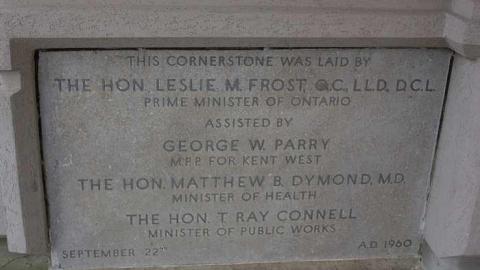 THIS CORNERSTONE WAS LAID BY
THE HON. LESLIE M. FROST, Q.C., LL.D., D.C.L.
PRIME MINISTER OF ONTARIO
ASSISTED BY
GEORGE W. PARRY
M.P.P. FOR KENT WEST
THE HON. MATTHEW B. DYMOND, M.D.
MINISTER OF HEALTH
THE HON. T. RAY CONNELL
MINISTER OF PUBLIC WORKS
SEPTEMBER 22ND A.D. 1960